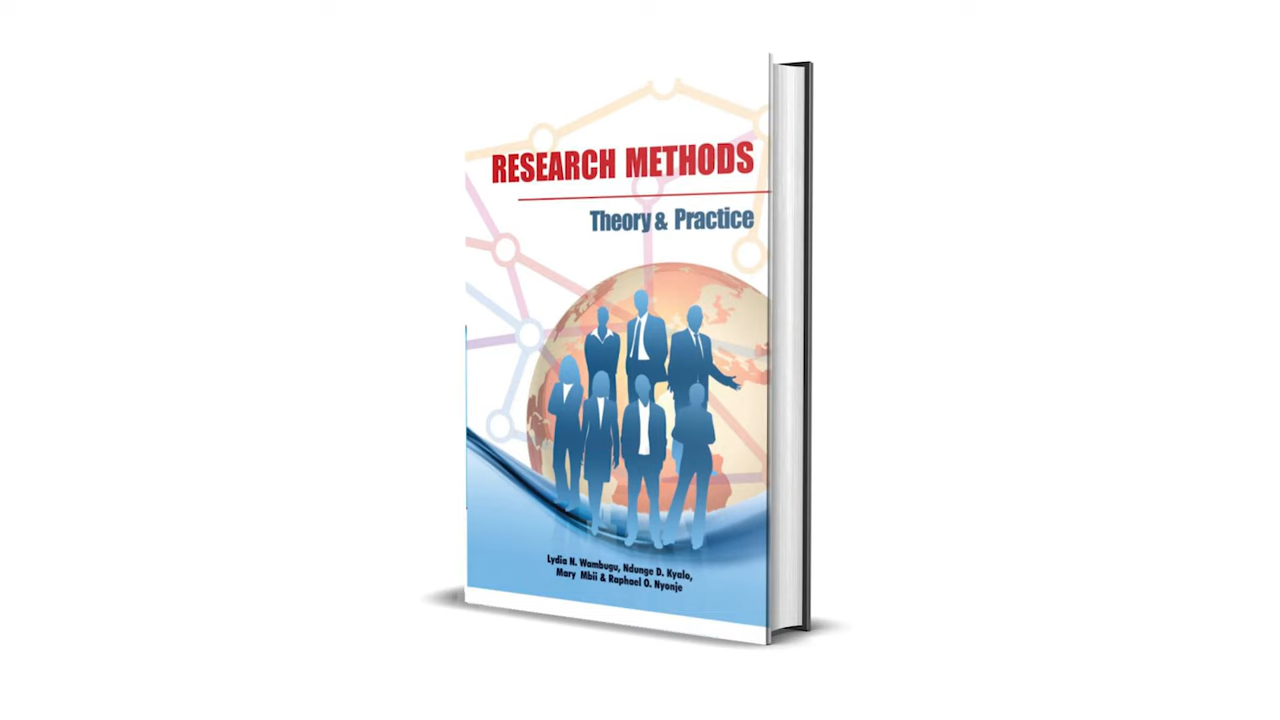 RESEARCH METHODS
Theory & Practice
Lydia N. Wambugu, Ndunge D. Kyalo,
Mary Mbii & Raphael O. Nyonje